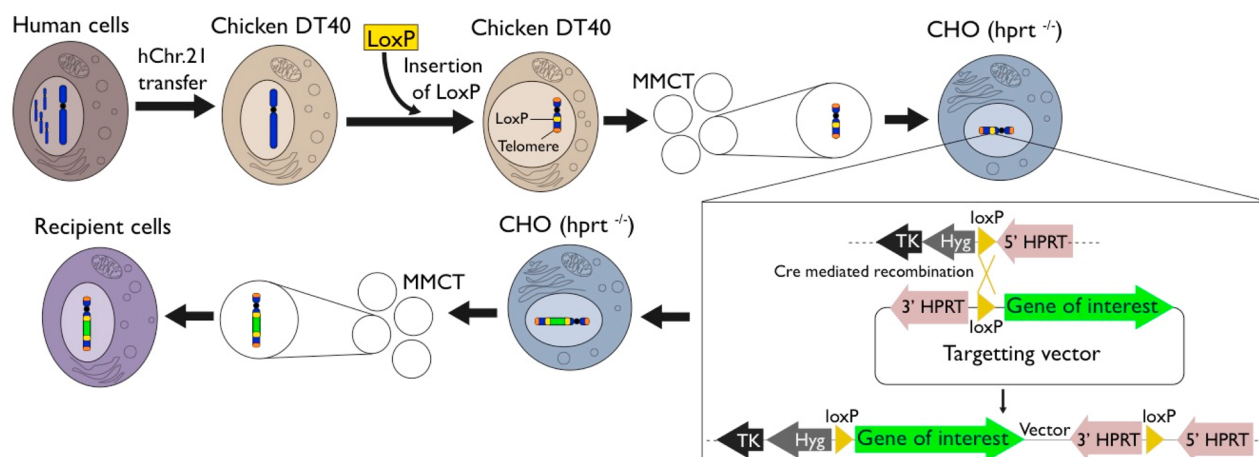 Human cells
hChr.21
transfer
Chicken DT40
LoxP
Insertion
of LoxP
Chicken DT40
LoxP
Telomere
MMCT
CHO (hprt -/-)
loxP
TK
Hyg
5' HPRT
Cre mediated recombination
3' HPRT
loxP
Gene of interest
Targetting vector
loxP
TK
Hyg
Gene of interest
Vector
3' HPRT
loxP
5' HPRT
CHO (hprt -/-)
MMCT
Recipient cells